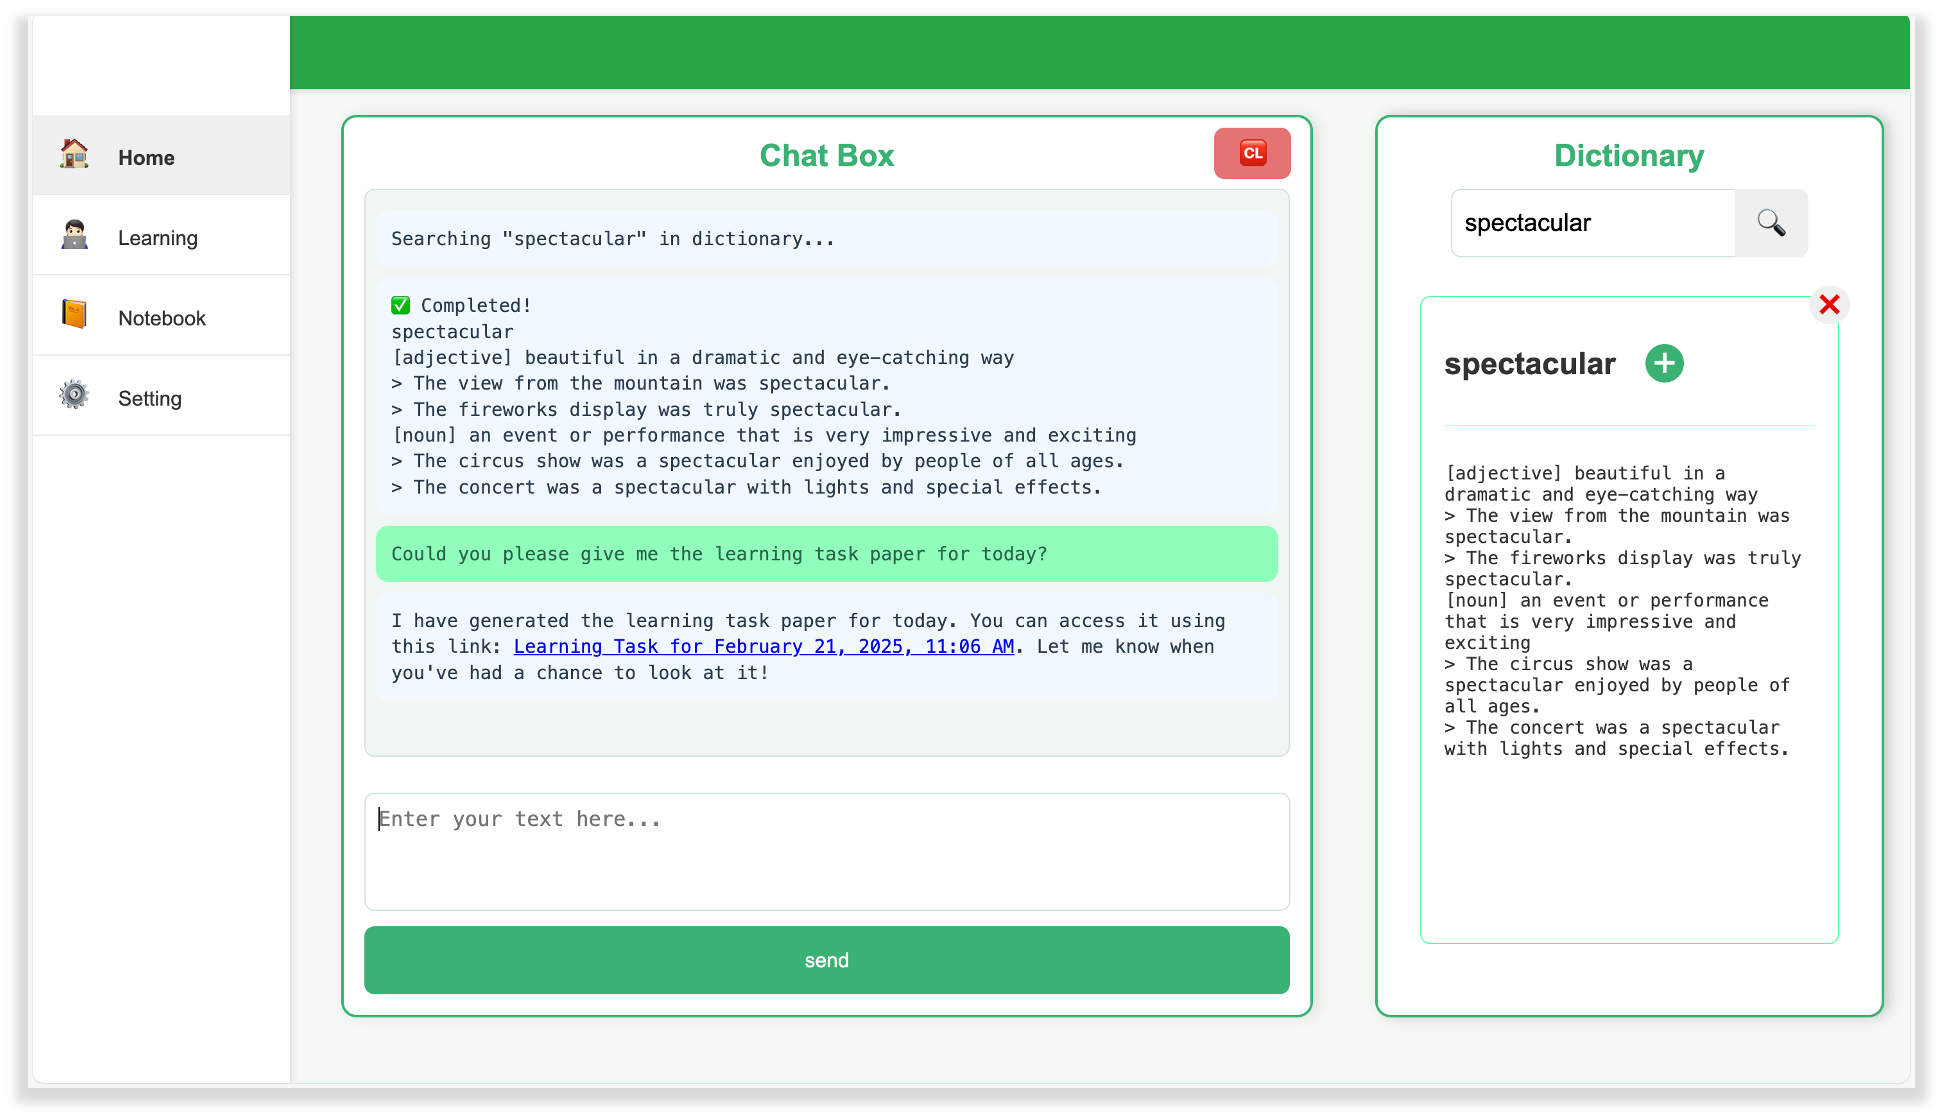 Home
Learning
Notebook
Setting
Chat Box
CL
Searching "spectacular" in dictionary...
✅ Completed!
spectacular
[adjective] beautiful in a dramatic and eye-catching way
> The view from the mountain was spectacular.
> The fireworks display was truly spectacular.
[noun] an event or performance that is very impressive and exciting
> The circus show was a spectacular enjoyed by people of all ages.
> The concert was a spectacular with lights and special effects.
Could you please give me the learning task paper for today?
I have generated the learning task paper for today. You can access it using
this link: Learning Task for February 21, 2025, 11:06 AM. Let me know when
you've had a chance to look at it!
Enter your text here...
send
Dictionary
spectacular
spectacular
[adjective] beautiful in a
dramatic and eye-catching way
> The view from the mountain was
spectacular.
> The fireworks display was truly
spectacular.
[noun] an event or performance
that is very impressive and
exciting
> The circus show was a
spectacular enjoyed by people of
all ages.
> The concert was a spectacular
with lights and special effects.